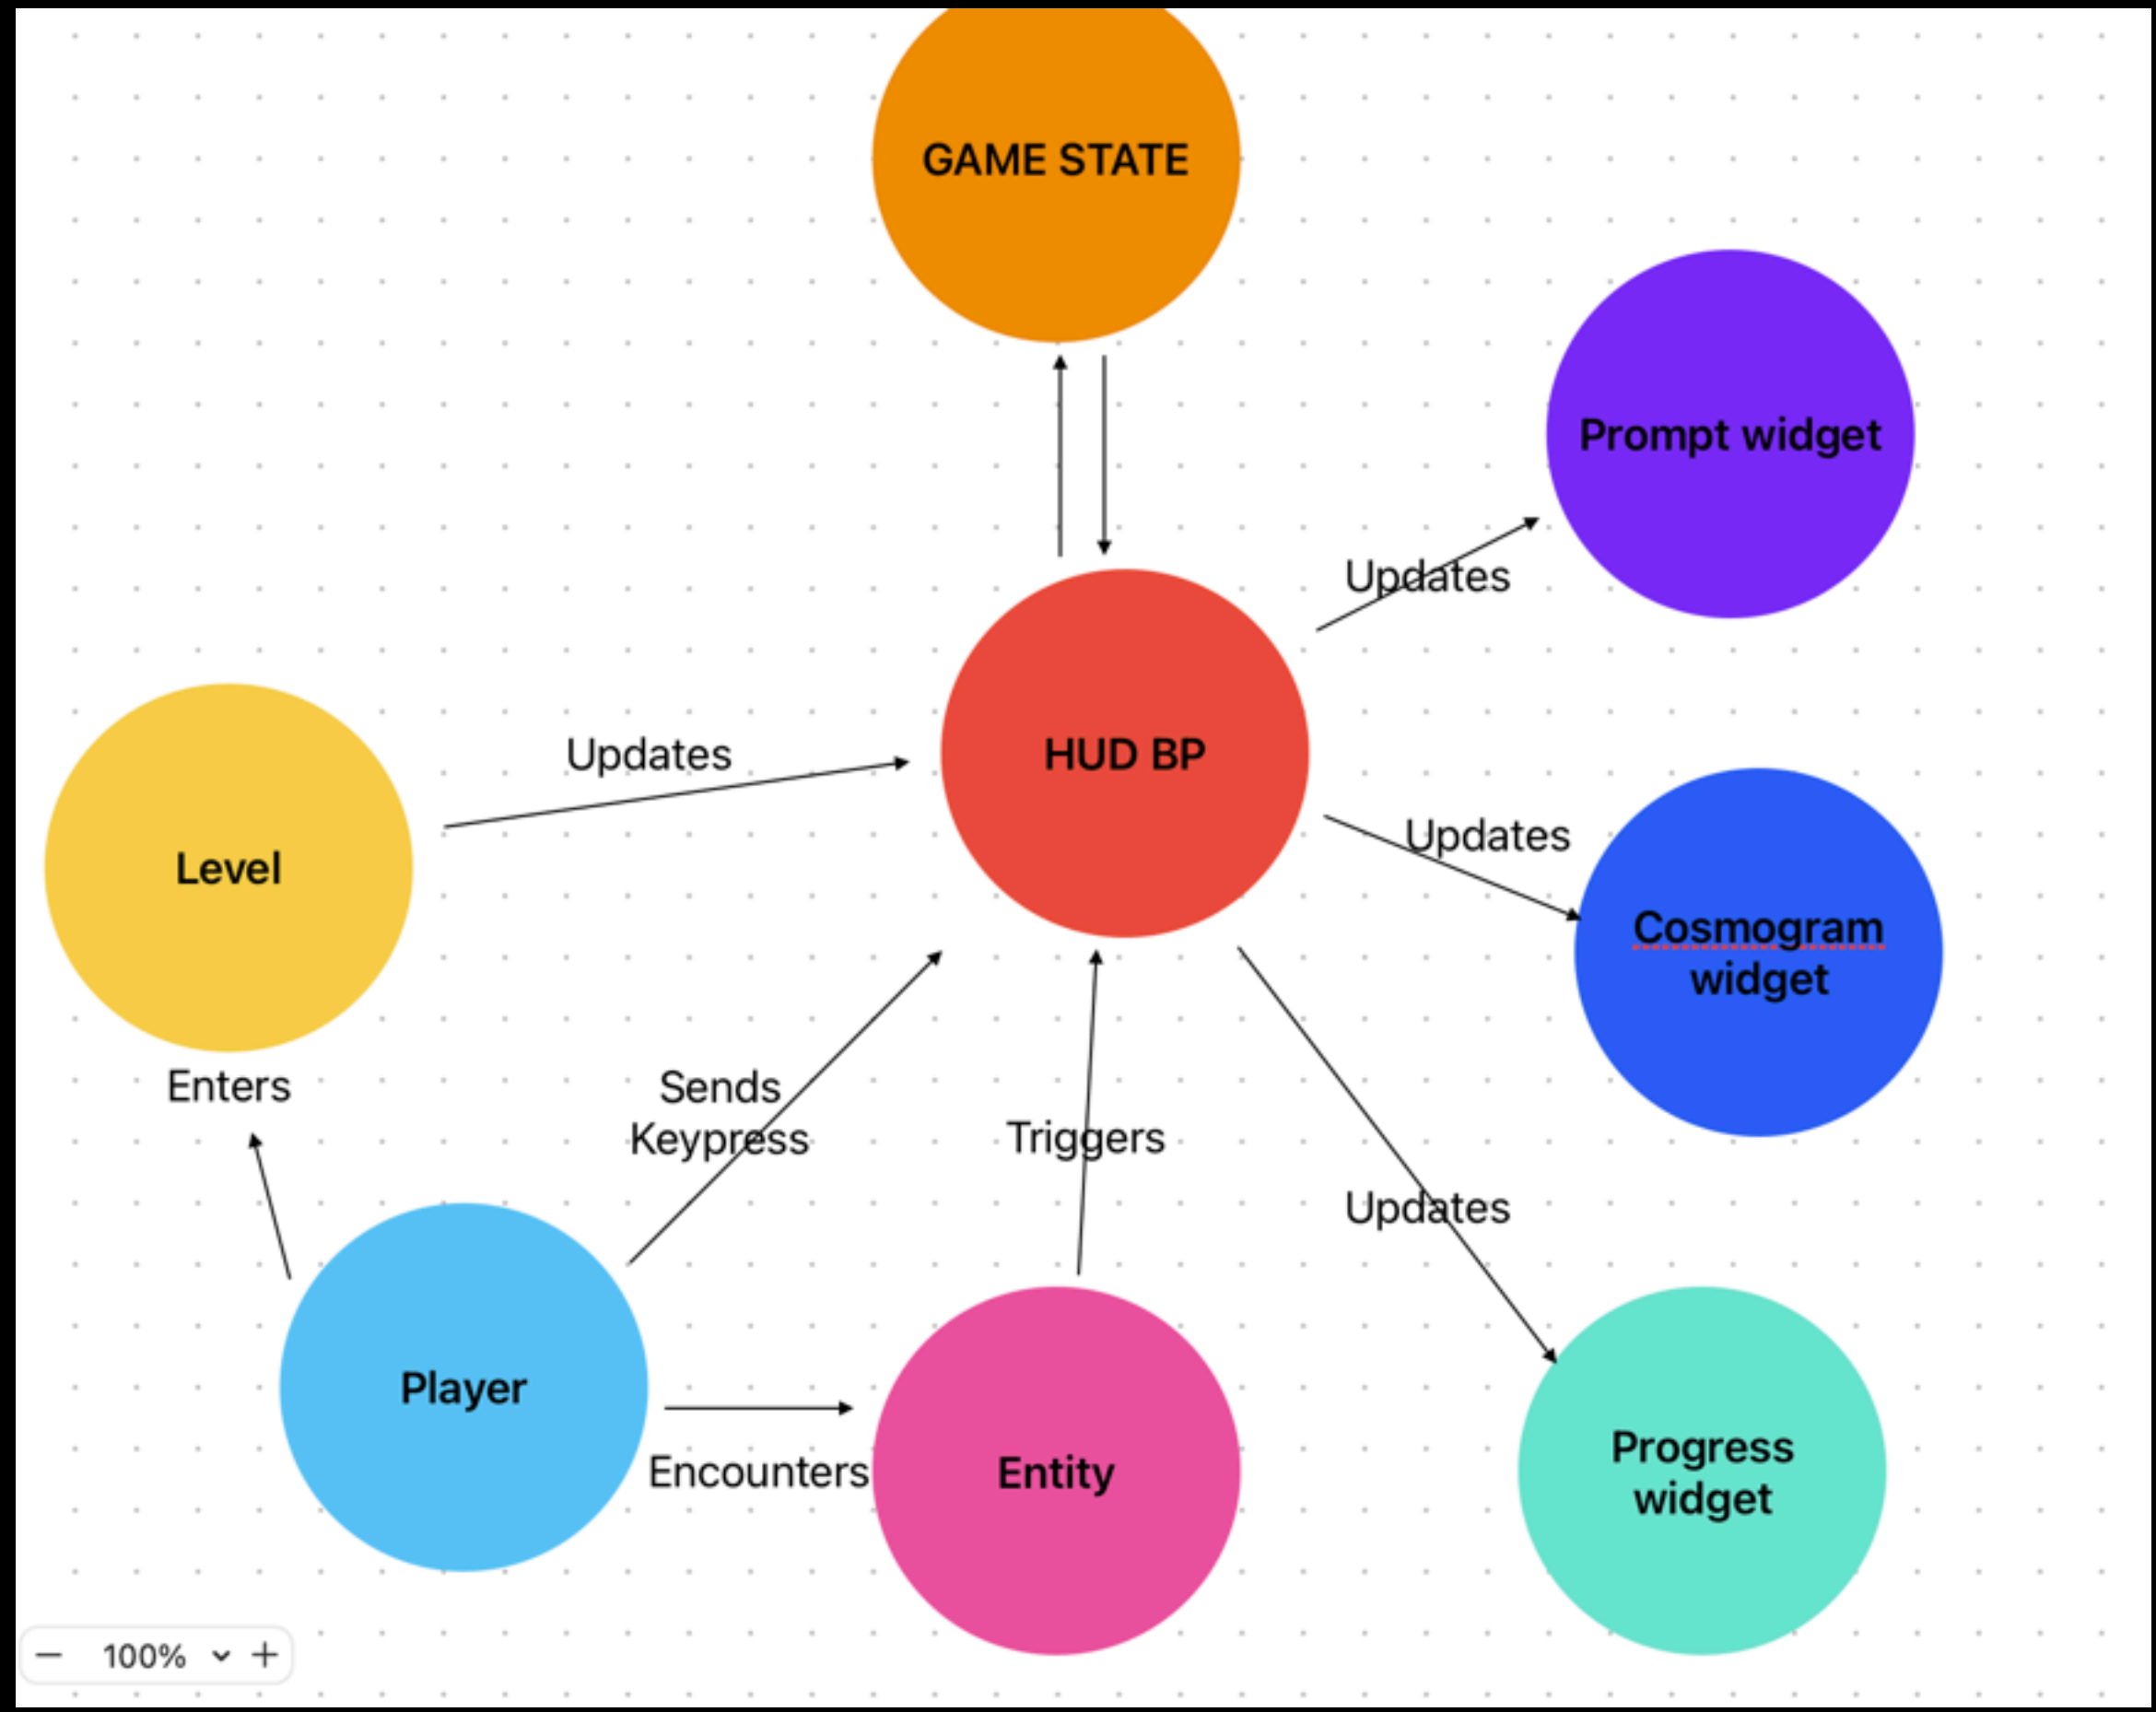 GAME STATE
Prompt widget
Updates
HUD BP
Updates
Level
Updates
Cosmogram
widget
Enters
Sends
Keypress
Triggers
Updates
Player
Encounters
Entity
Progress
widget
100%